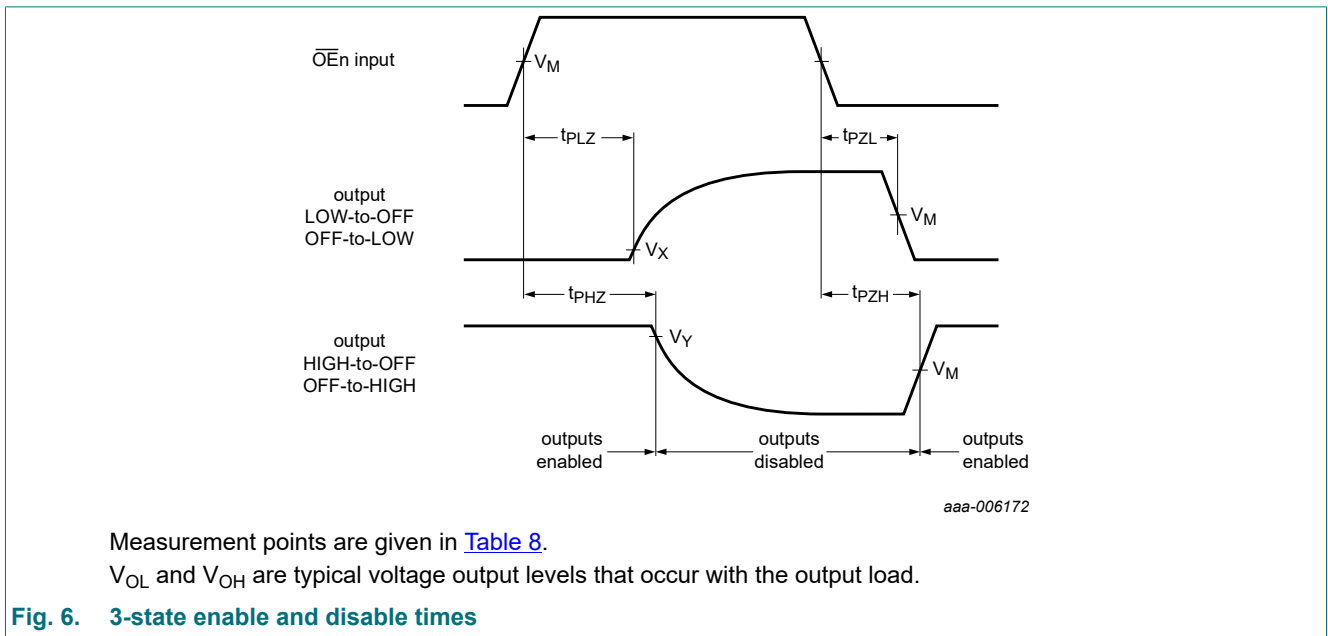 O̅E̅n input
VM
tPLZ
tPZL
output
LOW-to-OFF
OFF-to-LOW
VM
VX
tPHZ
tPZH
output
HIGH-to-OFF
OFF-to-HIGH
VY
VM
outputs
enabled
outputs
disabled
outputs
enabled
aaa-006172
Measurement points are given in Table 8.
VOL and VOH are typical voltage output levels that occur with the output load.
Fig. 6. 3-state enable and disable times